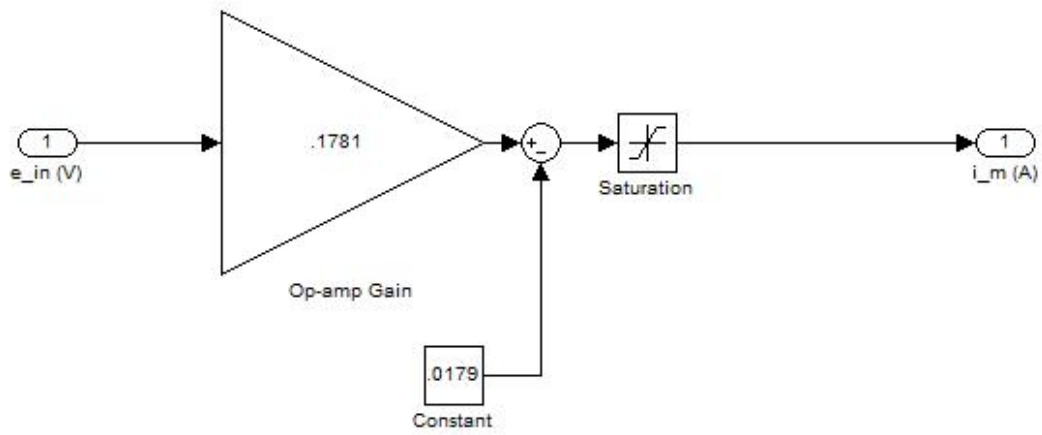 1
e_in (V)
.1781
Op-amp Gain
+
-
Saturation
1
i_m (A)
.0179
Constant